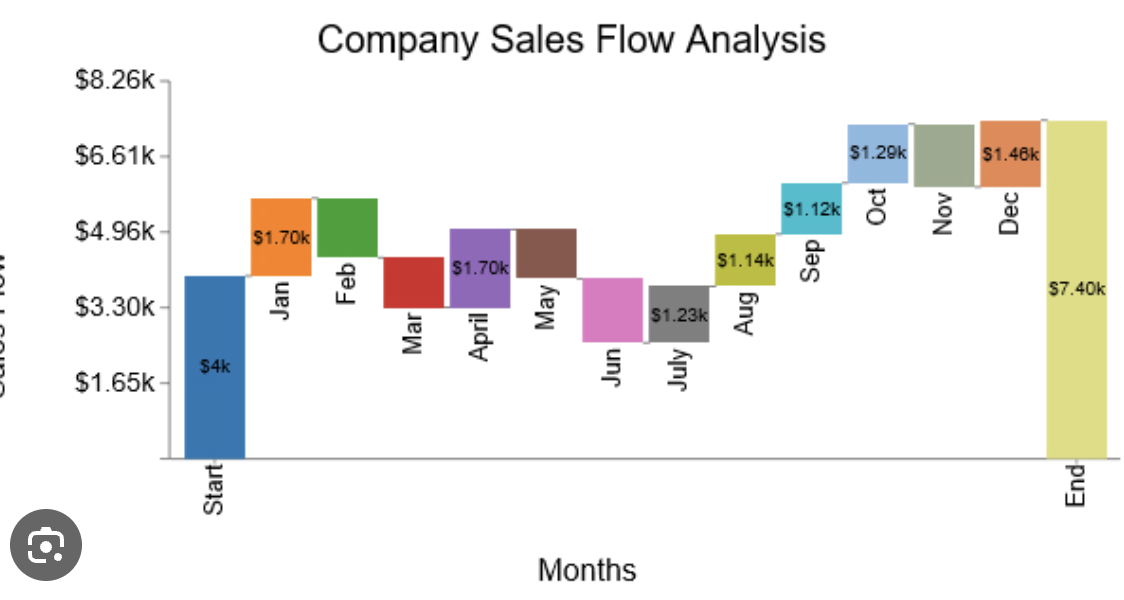 Company Sales Flow Analysis
$8.26k
$6.61k
$4.96k
$3.30k
$1.65k
$4k
$1.70k
$1.70k
$1.23k
$1.14k
$1.12k
$1.29k
$1.46k
$7.40k
Start
Jan
Feb
Mar
April
May
Jun
July
Aug
Sep
Oct
Nov
Dec
End
Months